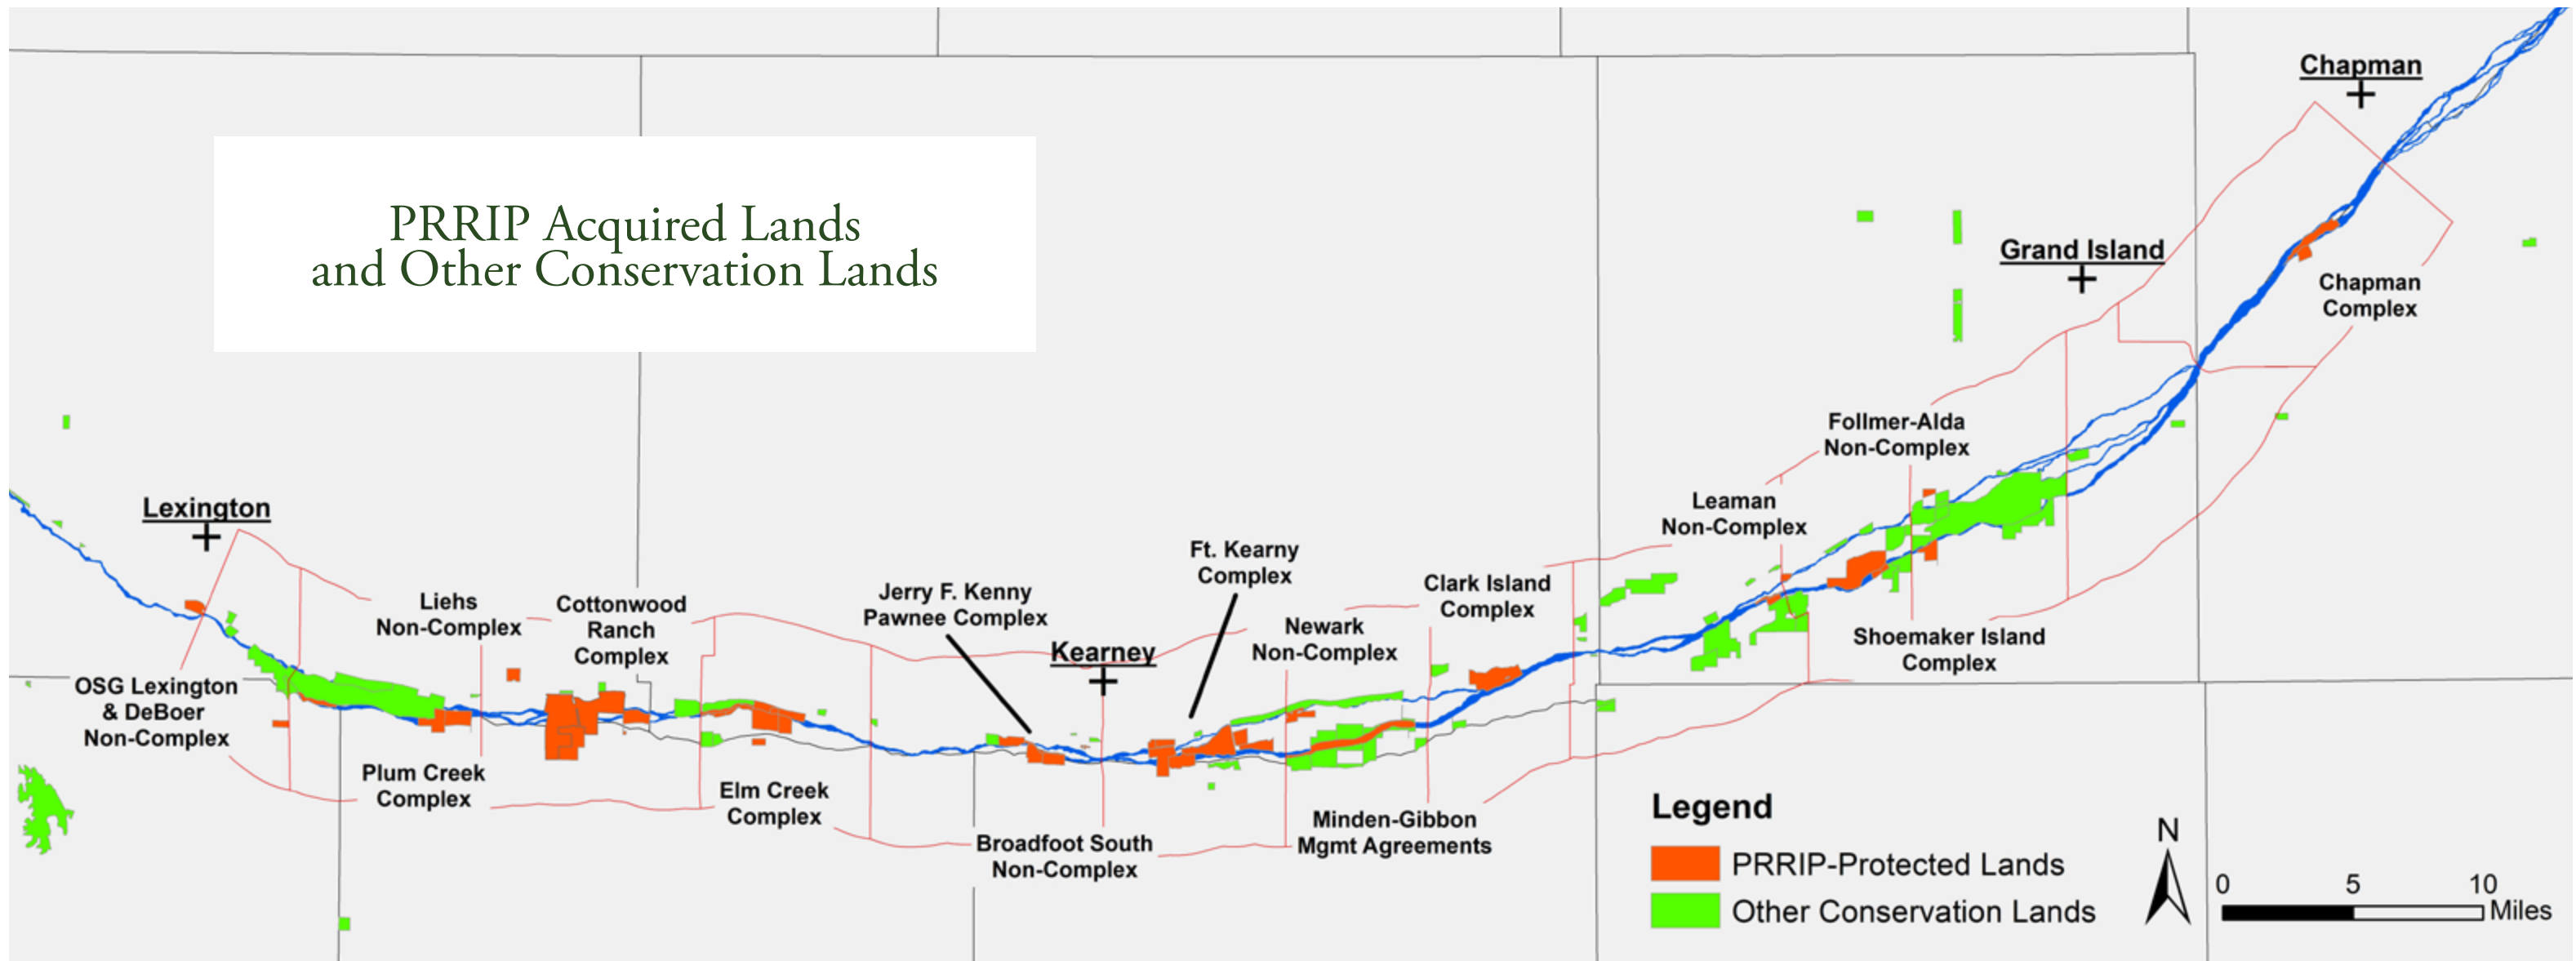 PRRIP Acquired Lands
and Other Conservation Lands
Chapman
Grand Island
Chapman
Complex
Follmer-Alda
Non-Complex
Leaman
Non-Complex
Lexington
Ft. Kearny
Complex
Clark Island
Complex
Jerry F. Kenny
Pawnee Complex
Liehs
Non-Complex
Cottonwood
Ranch
Complex
Newark
Non-Complex
Kearney
Shoemaker Island
Complex
OSG Lexington
& DeBoer
Non-Complex
Plum Creek
Complex
Elm Creek
Complex
Broadfoot South
Non-Complex
Minden-Gibbon
Mgmt Agreements
Legend
PRRIP-Protected Lands
Other Conservation Lands
N
0 5 10
Miles